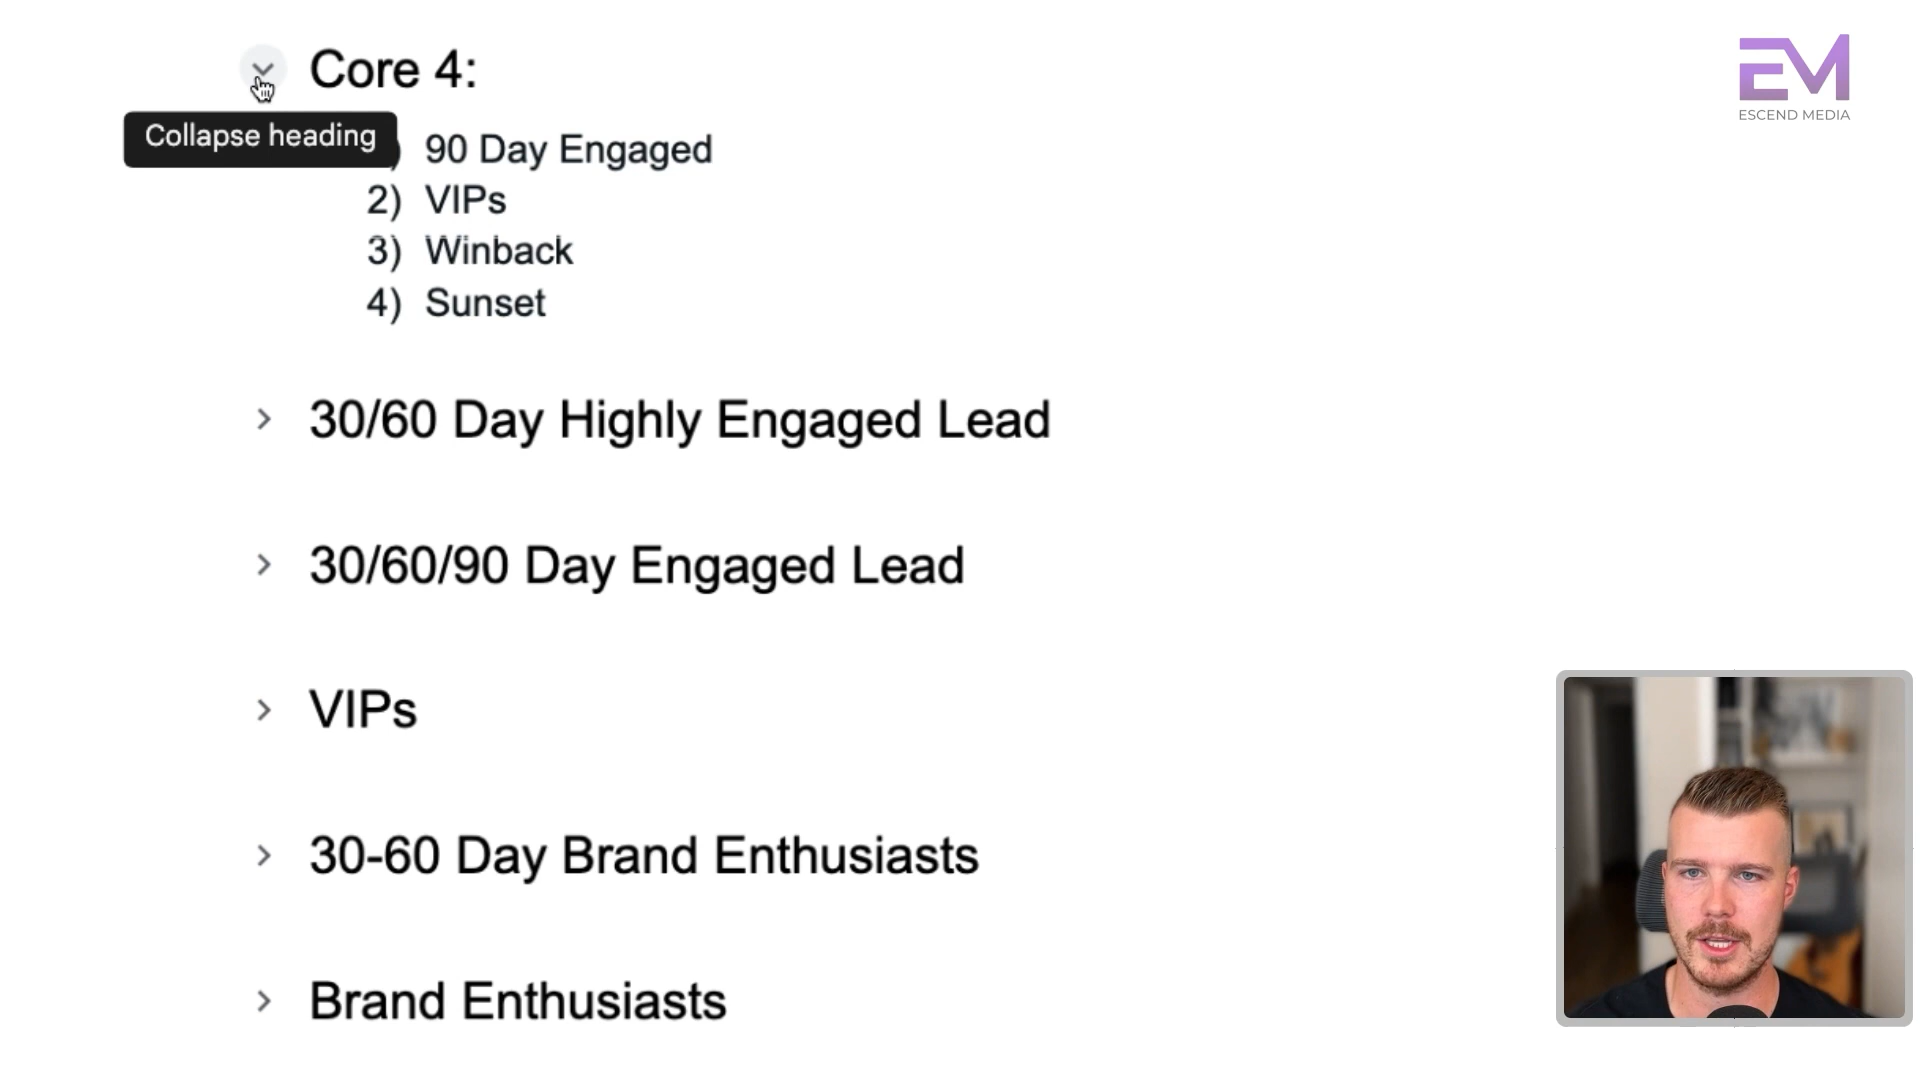 Core 4:
EM
ESCEND MEDIA
Collapse heading
) 90 Day Engaged
2) VIPs
3) Winback
4) Sunset
30/60 Day Highly Engaged Lead
30/60/90 Day Engaged Lead
VIPs
30-60 Day Brand Enthusiasts
Brand Enthusiasts